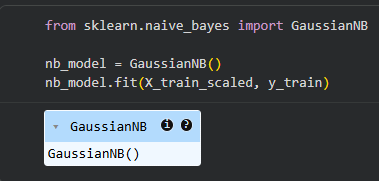 from sklearn.naive_bayes import GaussianNB
nb_model = GaussianNB()
nb_model.fit(X_train_scaled, y_train)
GaussianNB i ?
GaussianNB()